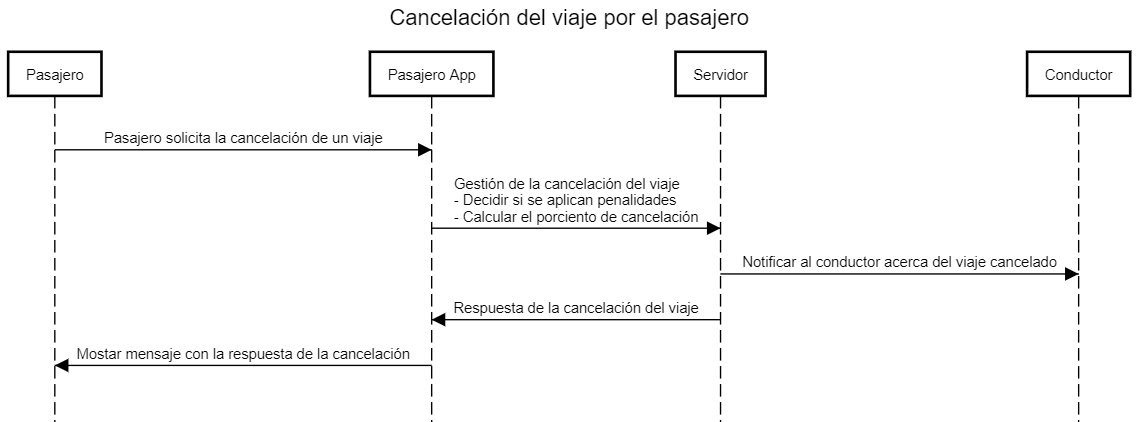 Cancelación del viaje por el pasajero
Pasajero
Pasajero App
Servidor
Conductor
Pasajero solicita la cancelación de un viaje
Gestión de la cancelación del viaje
- Decidir si se aplican penalidades
- Calcular el porciento de cancelación
Notificar al conductor acerca del viaje cancelado
Respuesta de la cancelación del viaje
Mostar mensaje con la respuesta de la cancelación